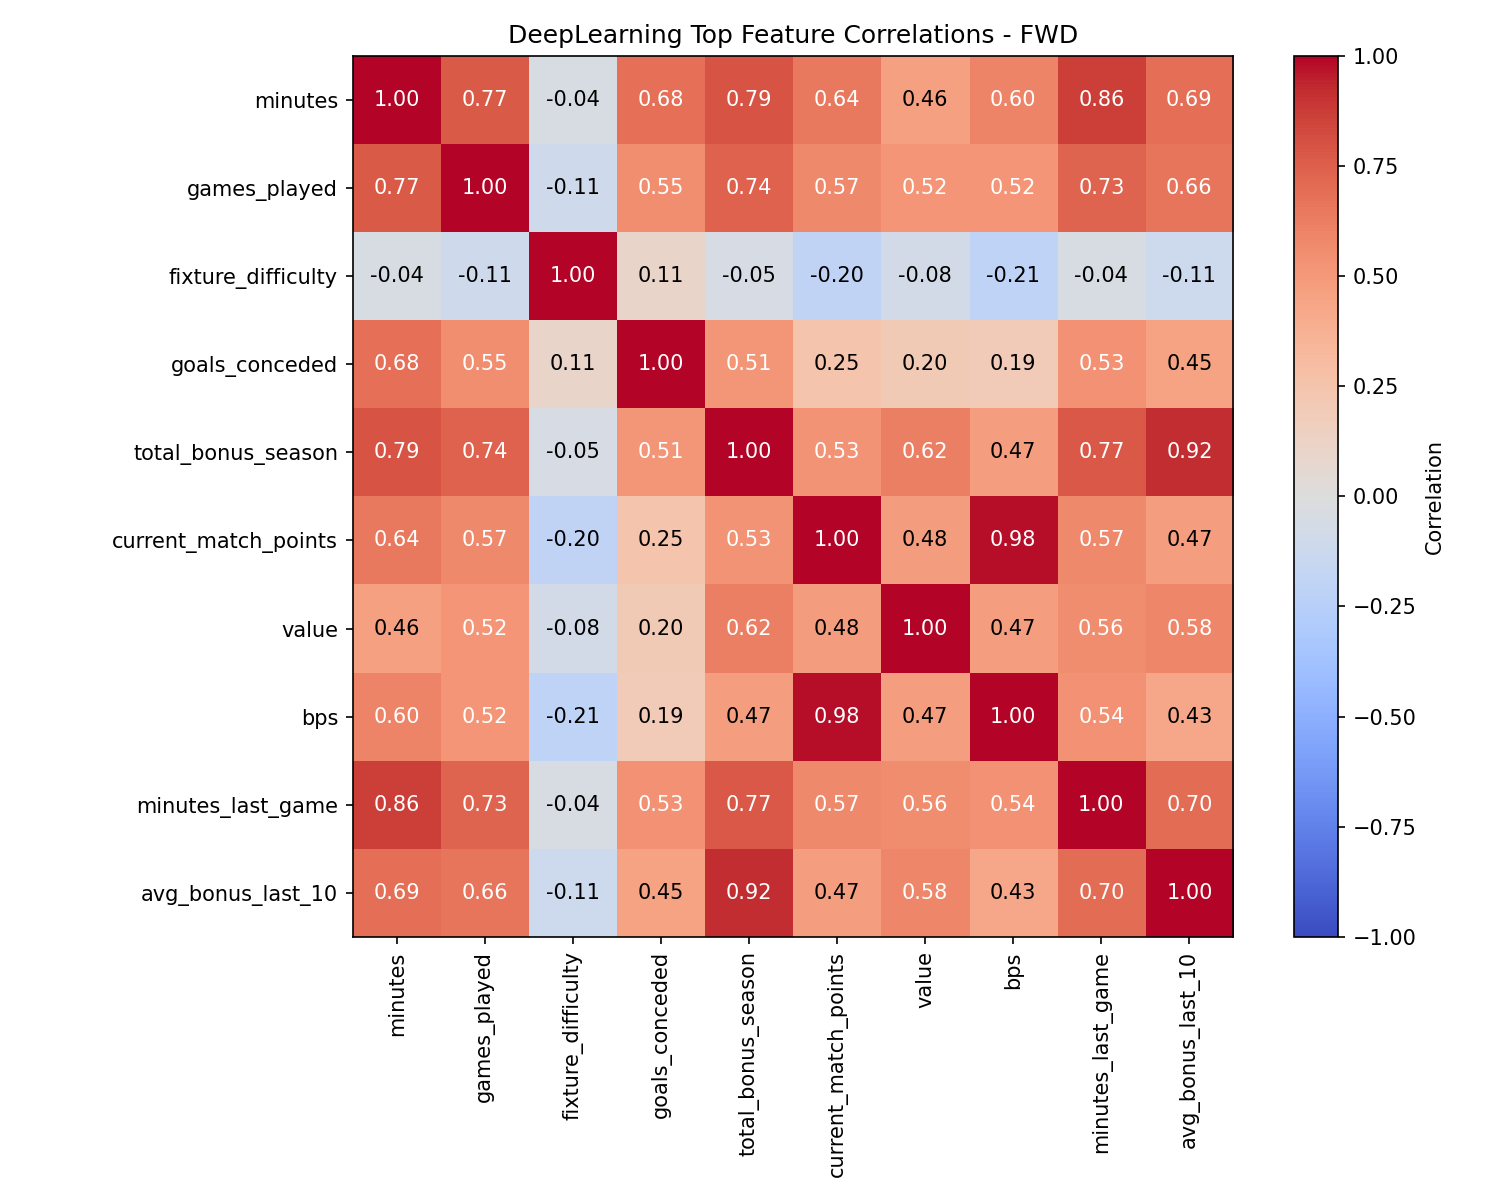 DeepLearning Top Feature Correlations - FWD
minutes 1.00 0.77 -0.04 0.68 0.79 0.64 0.46 0.60 0.86 0.69
games_played 0.77 1.00 -0.11 0.55 0.74 0.57 0.52 0.52 0.73 0.66
fixture_difficulty -0.04 -0.11 1.00 0.11 -0.05 -0.20 -0.08 -0.21 -0.04 -0.11
goals_conceded 0.68 0.55 0.11 1.00 0.51 0.25 0.20 0.19 0.53 0.45
total_bonus_season 0.79 0.74 -0.05 0.51 1.00 0.53 0.62 0.47 0.77 0.92
current_match_points 0.64 0.57 -0.20 0.25 0.53 1.00 0.48 0.98 0.57 0.47
value 0.46 0.52 -0.08 0.20 0.62 0.48 1.00 0.47 0.56 0.58
bps 0.60 0.52 -0.21 0.19 0.47 0.98 0.47 1.00 0.54 0.43
minutes_last_game 0.86 0.73 -0.04 0.53 0.77 0.57 0.56 0.54 1.00 0.70
avg_bonus_last_10 0.69 0.66 -0.11 0.45 0.92 0.47 0.58 0.43 0.70 1.00
minutes
games_played
fixture_difficulty
goals_conceded
total_bonus_season
current_match_points
value
bps
minutes_last_game
avg_bonus_last_10
1.00
0.75
0.50
0.25
0.00
−0.25
−0.50
−0.75
−1.00
Correlation